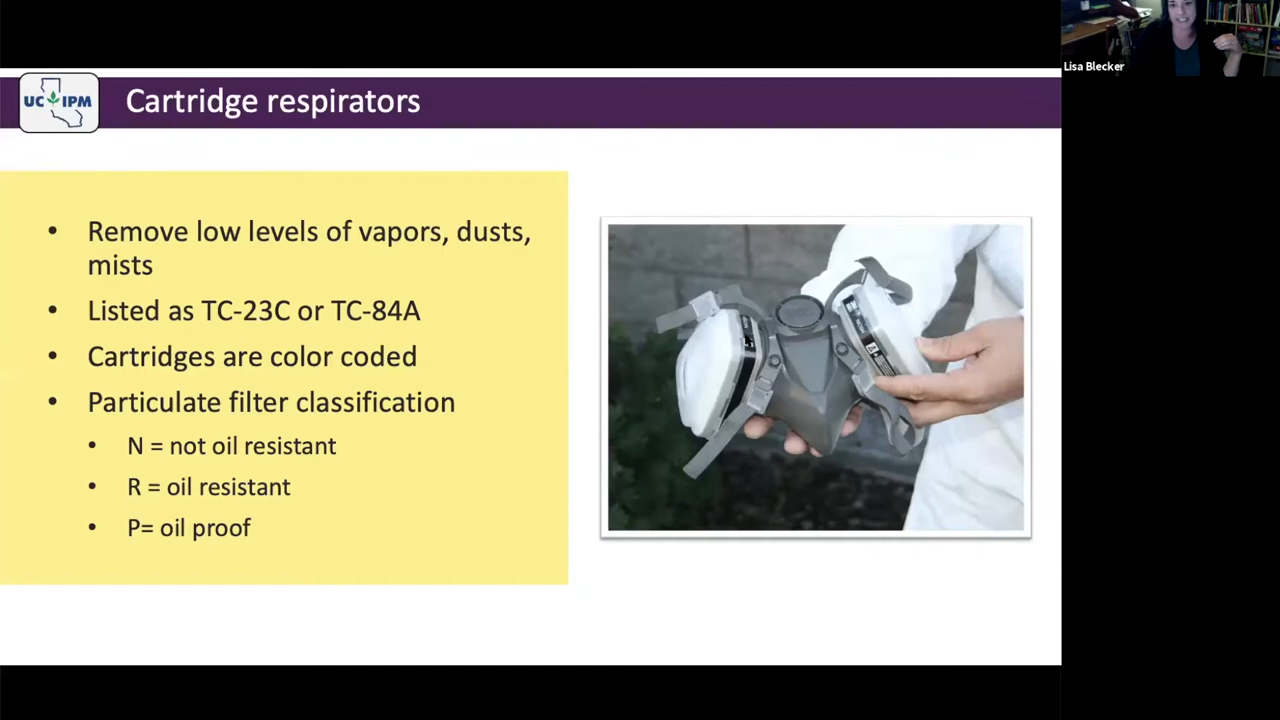 Lisa Blecker
UC IPM
Cartridge respirators
• Remove low levels of vapors, dusts,
mists
• Listed as TC-23C or TC-84A
• Cartridges are color coded
• Particulate filter classification
• N = not oil resistant
• R = oil resistant
• P= oil proof